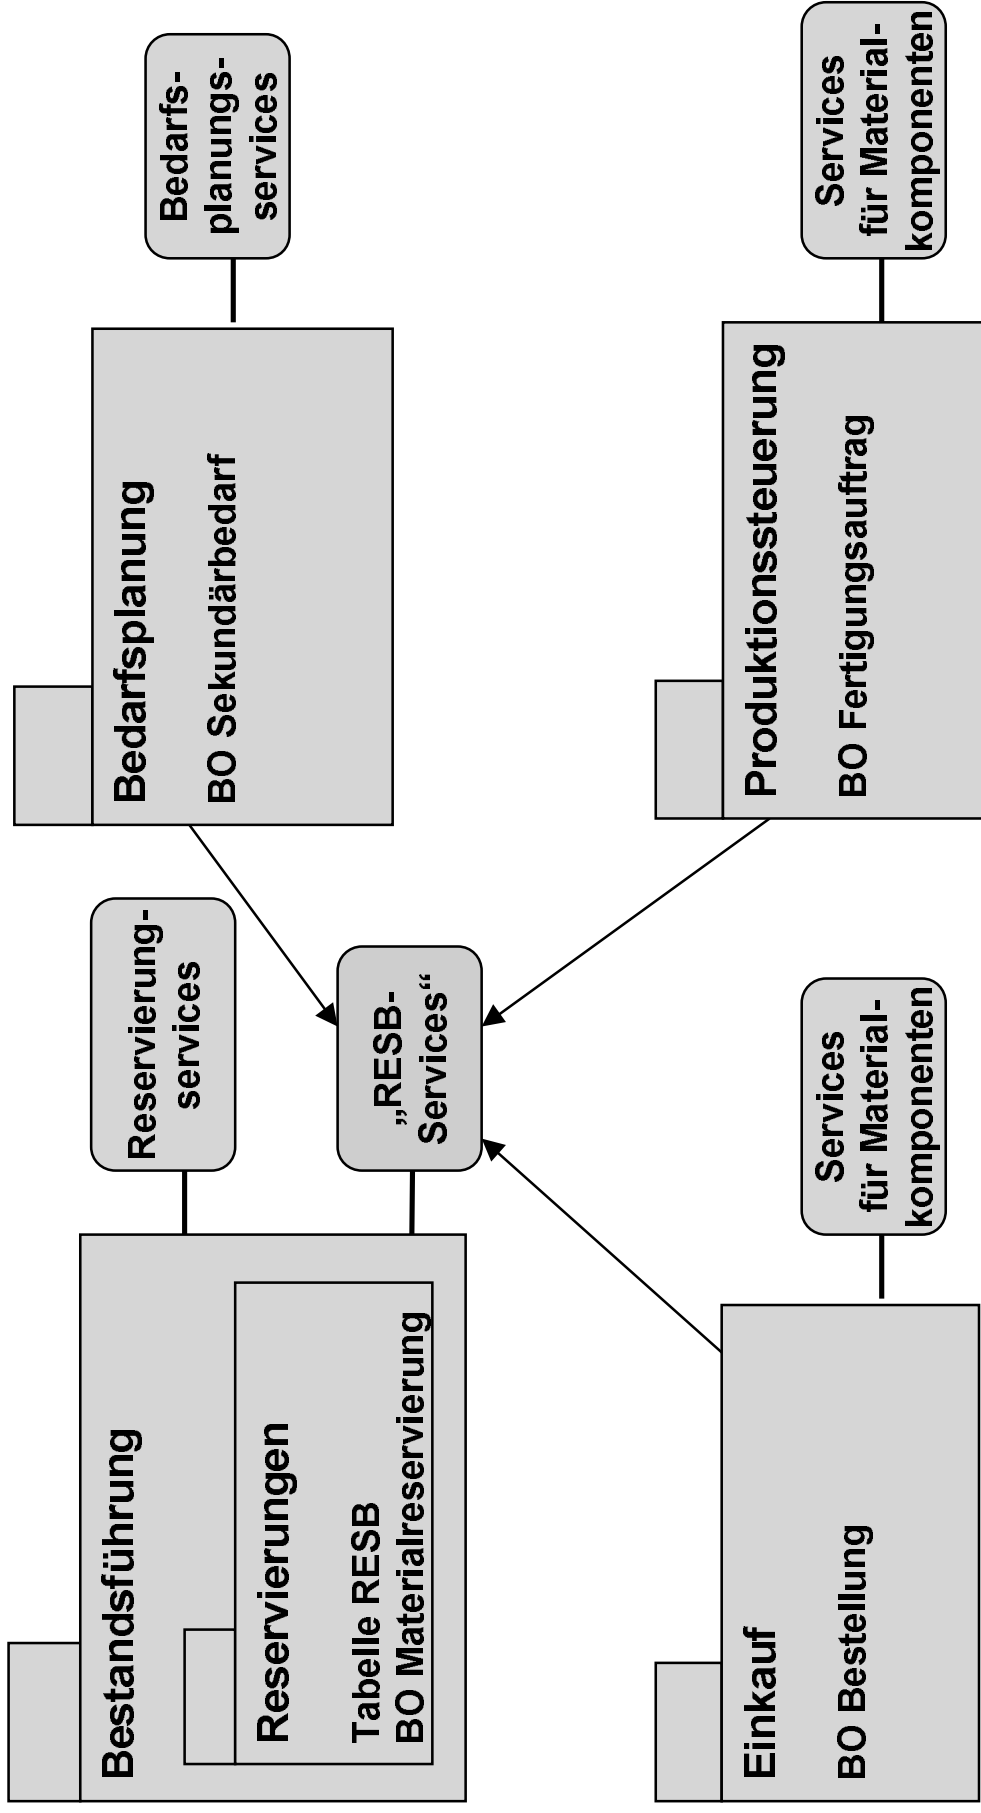 Bestandsführung
Reservierungen
Tabelle RESB
BO Materialreservierung
Reservierung-
services
„RESB-
Services“
Bedarfsplanung
BO Sekundärbedarf
Bedarfs-
planungs-
services
Einkauf
BO Bestellung
Services
für Material-
komponenten
Produktionssteuerung
BO Fertigungsauftrag
Services
für Material-
komponenten